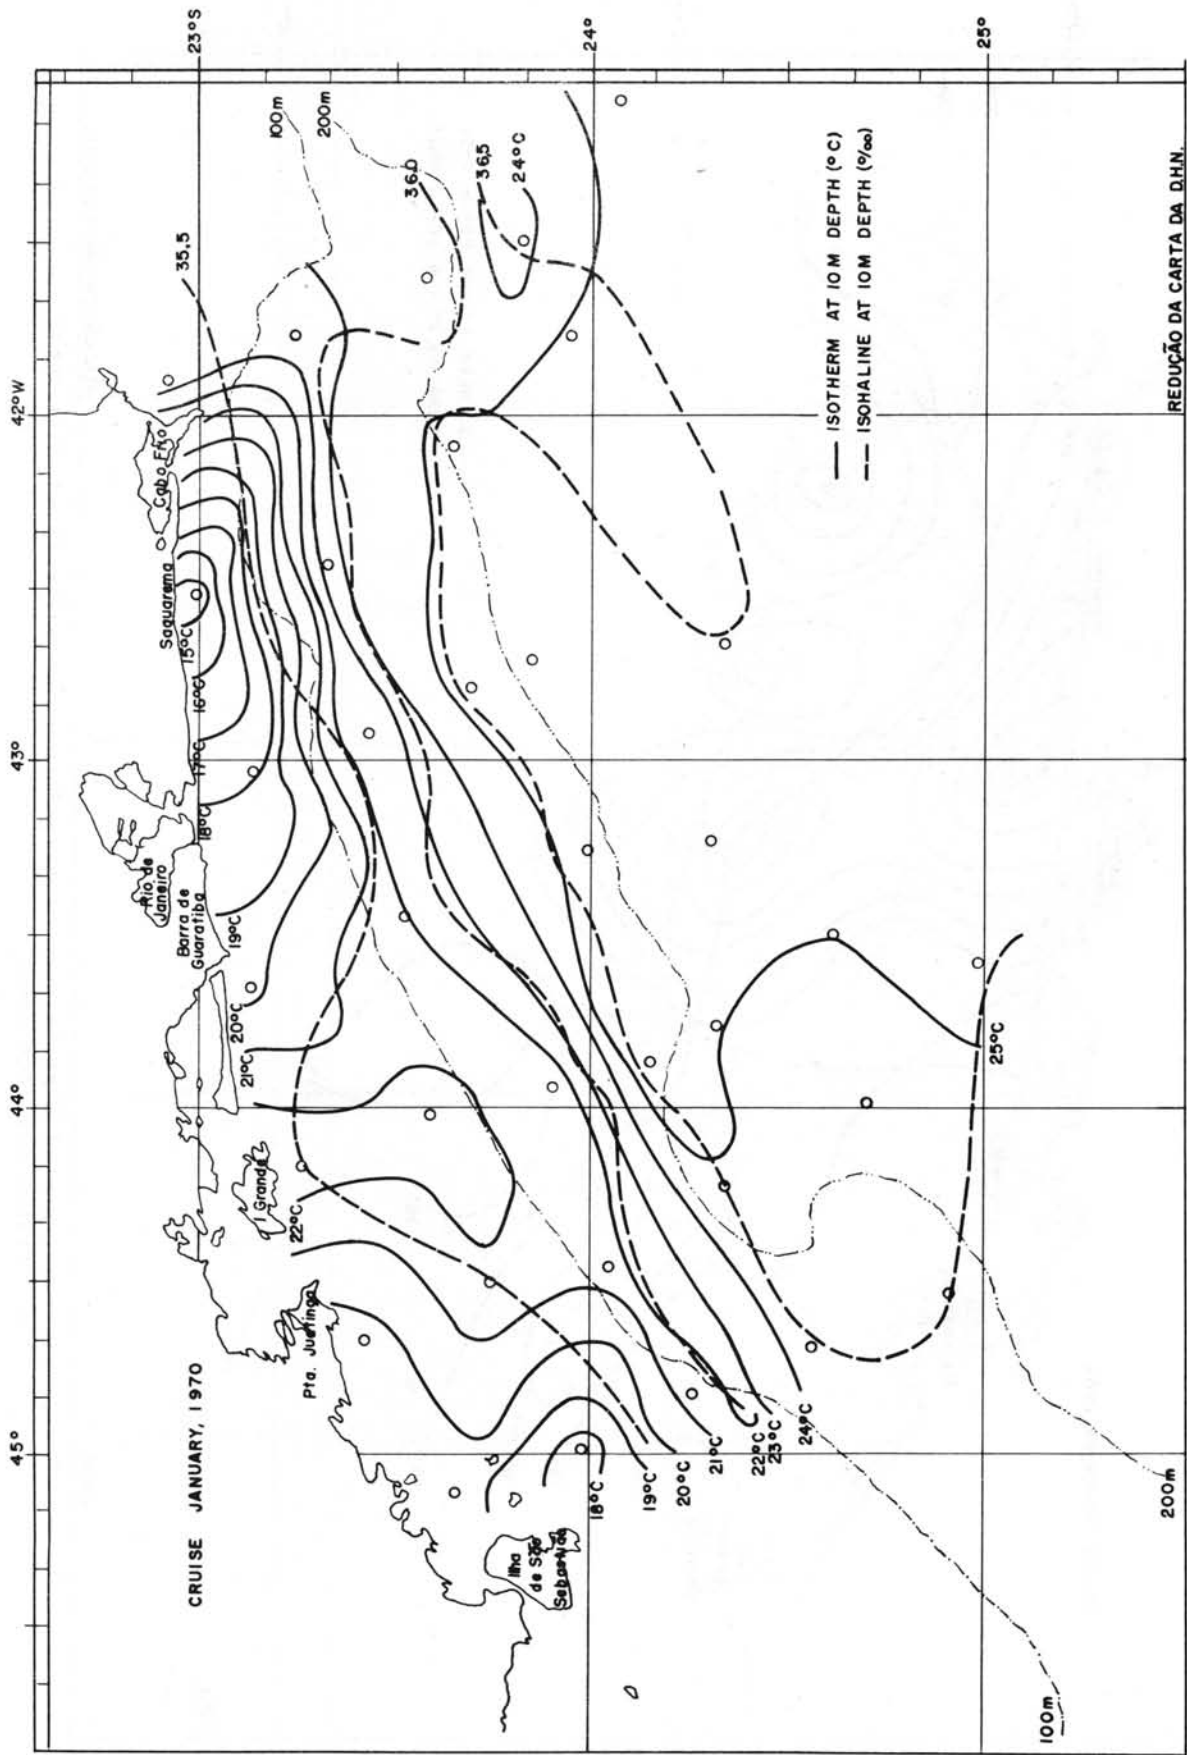 45°
44°
43°
42°W
23°S
24°
25°
CRUISE JANUARY, 1970
Rio de
Janeiro
Barra de
Guaratiba
Saquarema
Cabo Frio
I Grande
Pta. Juatinga
Ilha
de São
Sebastião
15°C
16°C
17°C
18°C
19°C
20°C
21°C
22°C
35,5
100m
200m
36.0
36,5
24°C
18°C
19°C
20°C
21°C
22°C
23°C
24°C
25°C
100m
200m
ISOTHERM AT 10M DEPTH (°C)
ISOHALINE AT 10M DEPTH (‰)
REDUÇÃO DA CARTA DA D.H.N.